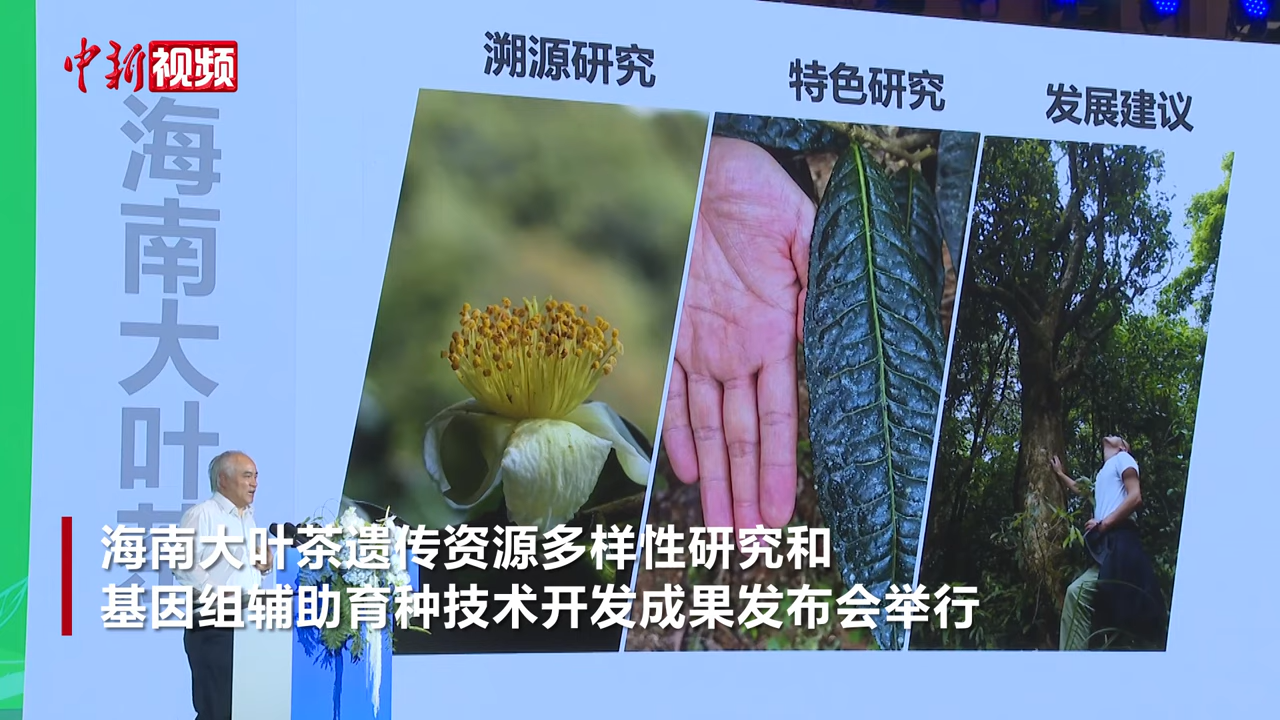 中新视频
溯源研究
特色研究
发展建议
海南大叶茶
海南大叶茶遗传资源多样性研究和
基因组辅助育种技术开发成果发布会举行